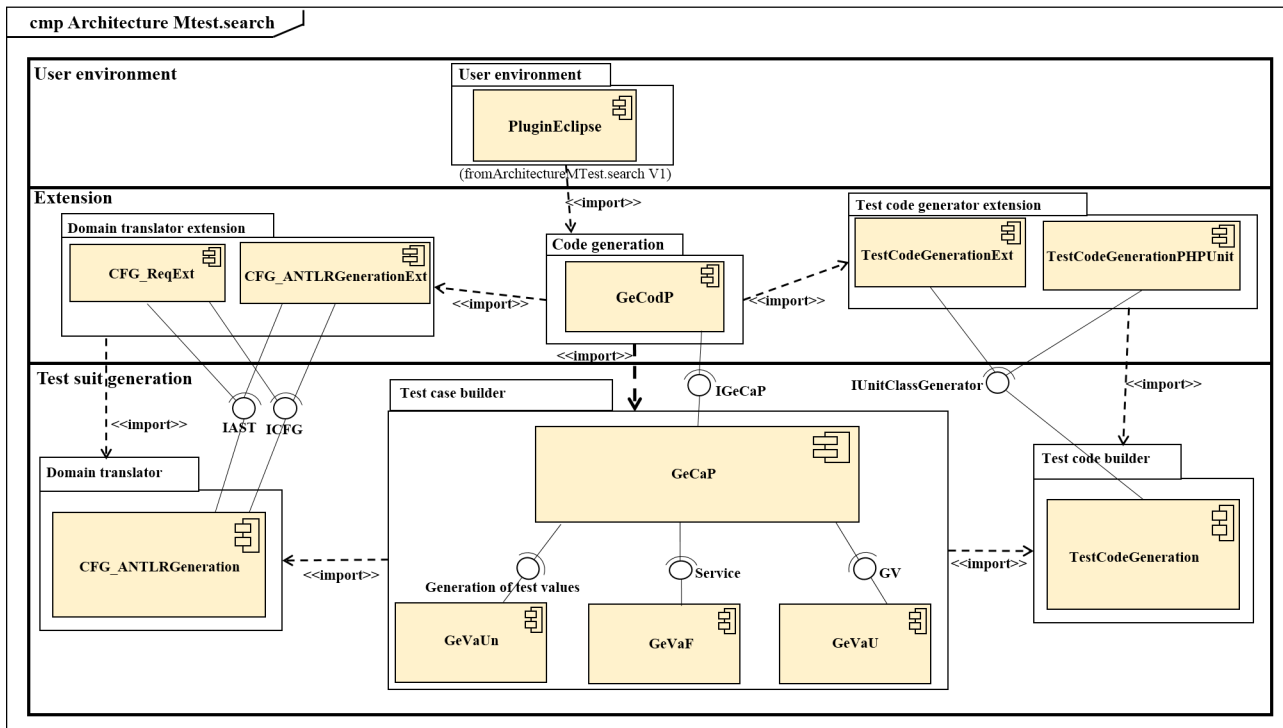 cmp Architecture Mtest.search
User environment
User environment
PluginEclipse
(fromArchitectureMTest.search V1)
Extension
<<import>>
Test code generator extension
Domain translator extension
Code generation
CFG_ReqExt
CFG_ANTLRGenerationExt
TestCodeGenerationExt
TestCodeGenerationPHPUnit
GeCodP
<<import>>
<<import>>
<<import>>
Test suit generation
Test case builder
IGeCaP
IUnitClassGenerator
<<import>>
<<import>>
IAST
ICFG
Domain translator
Test code builder
GeCaP
CFG_ANTLRGeneration
TestCodeGeneration
<<import>>
<<import>>
Generation of test values
Service
GV
GeVaUn
GeVaF
GeVaU